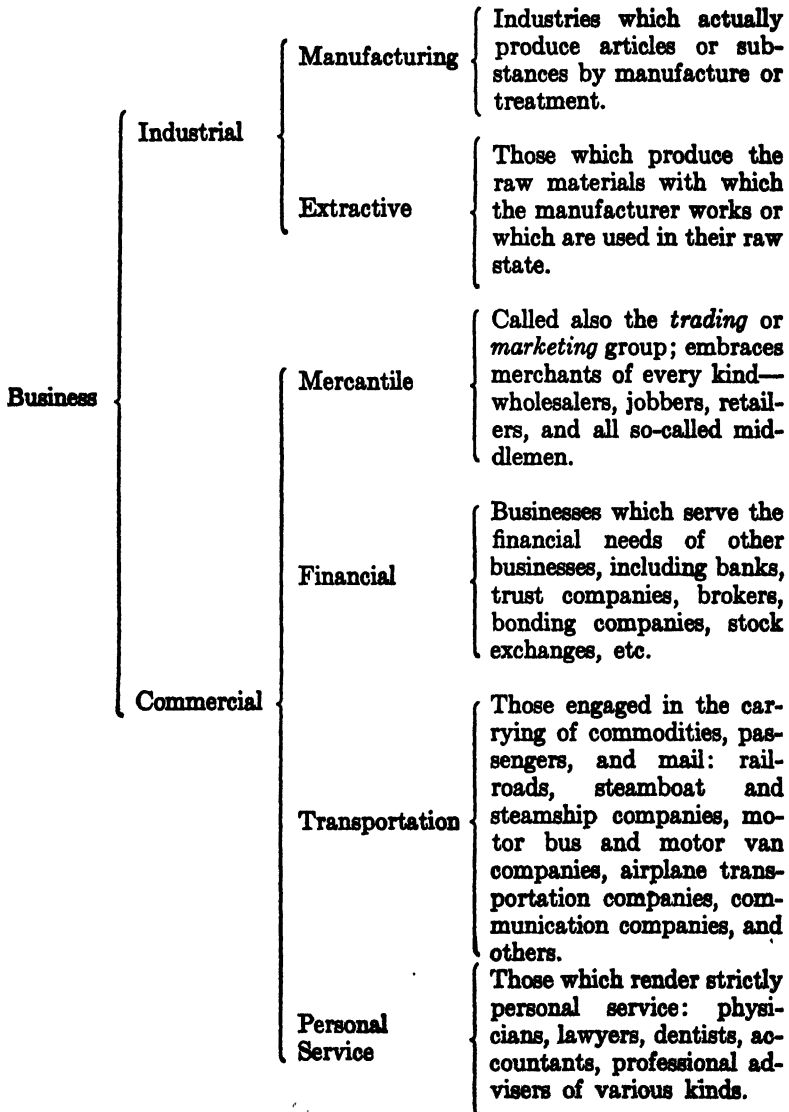 Business
Industrial
Manufacturing
Industries which actually
produce articles or sub-
stances by manufacture or
treatment.
Extractive
Those which produce the
raw materials with which
the manufacturer works or
which are used in their raw
state.
Commercial
Mercantile
Called also the trading or
marketing group; embraces
merchants of every kind—
wholesalers, jobbers, retail-
ers, and all so-called mid-
dlemen.
Financial
Businesses which serve the
financial needs of other
businesses, including banks,
trust companies, brokers,
bonding companies, stock
exchanges, etc.
Transportation
Those engaged in the car-
rying of commodities, pas-
sengers, and mail: rail-
roads, steamboat and
steamship companies, mo-
tor bus and motor van
companies, airplane trans-
portation companies, com-
munication companies, and
others.
Personal
Service
Those which render strictly
personal service: physi-
cians, lawyers, dentists, ac-
countants, professional ad-
visers of various kinds.